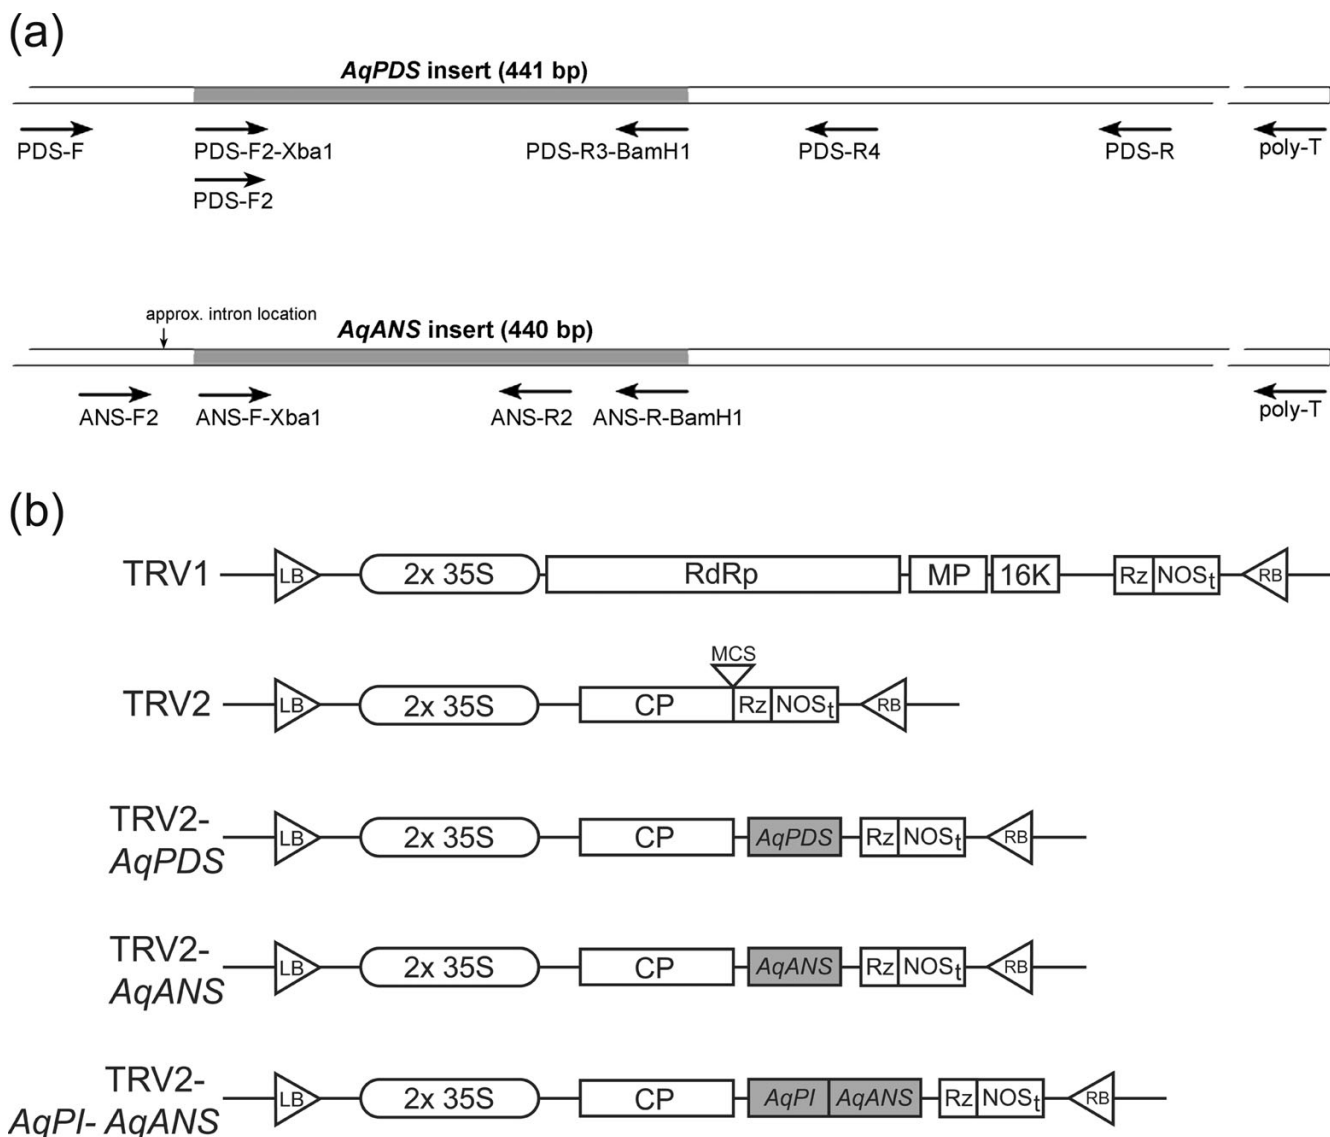 (a)
AqPDS insert (441 bp)
PDS-F PDS-F2-Xba1 PDS-R3-BamH1 PDS-R4 PDS-R poly-T
PDS-F2
approx. intron location
AqANS insert (440 bp)
ANS-F2 ANS-F-Xba1 ANS-R2 ANS-R-BamH1 poly-T
(b)
TRV1 LB 2x 35S RdRp MP 16K Rz NOSt RB
MCS
TRV2 LB 2x 35S CP Rz NOSt RB
TRV2-
AqPDS
LB 2x 35S CP AqPDS Rz NOSt RB
TRV2-
AqANS
LB 2x 35S CP AqANS Rz NOSt RB
TRV2-
AqPI- AqANS
LB 2x 35S CP AqPI AqANS Rz NOSt RB